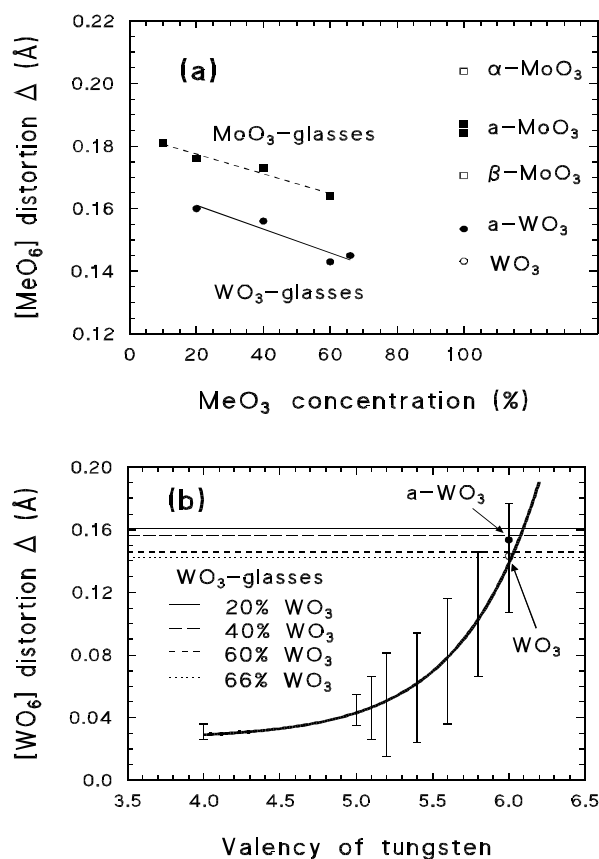 [MeO₆] distortion Δ (Å)
0.22
0.20
0.18
0.16
0.14
0.12
(a)
MoO₃-glasses
WO₃-glasses
α-MoO₃
a-MoO₃
β-MoO₃
a-WO₃
WO₃
0 20 40 60 80 100
MeO₃ concentration (%)
[WO₆] distortion Δ (Å)
0.20
0.16
0.12
0.08
0.04
0.0
(b)
a-WO₃
WO₃-glasses
20% WO₃
40% WO₃
60% WO₃
66% WO₃
WO₃
3.5 4.0 4.5 5.0 5.5 6.0 6.5
Valency of tungsten